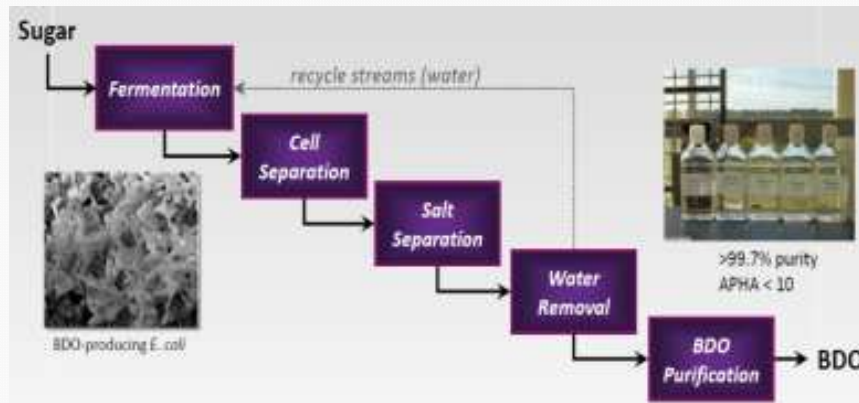 Sugar
Fermentation
recycle streams (water)
Cell
Separation
Salt
Separation
>99.7% purity
APHA < 10
Water
Removal
BDO-producing E. coli
BDO
Purification
BDO